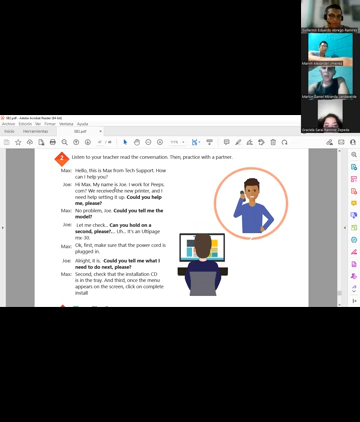 2 Listen to your teacher read the conversation. Then, practice with a partner.
Max: Hello, this is Max from Tech Support. How
can I help you?
Joe: Hi Max. My name is Joe. I work for Peeps.
com? We received the new printer, and I
need help setting it up. Could you help
me, please?
Max: No problem, Joe. Could you tell me the
model?
Joe: Let me check... Can you hold on a
second, please?... Uh... It's an Ultipage
mx-30.
Max: Ok, first, make sure that the power cord is
plugged in.
Joe: Alright, it is. Could you tell me what I
need to do next, please?
Max: Second, check that the installation CD
is in the tray. And third, once the menu
appears on the screen, click on complete
install
Archivo Edición Ver Firmar Ventana Ayuda
Inicio Herramientas